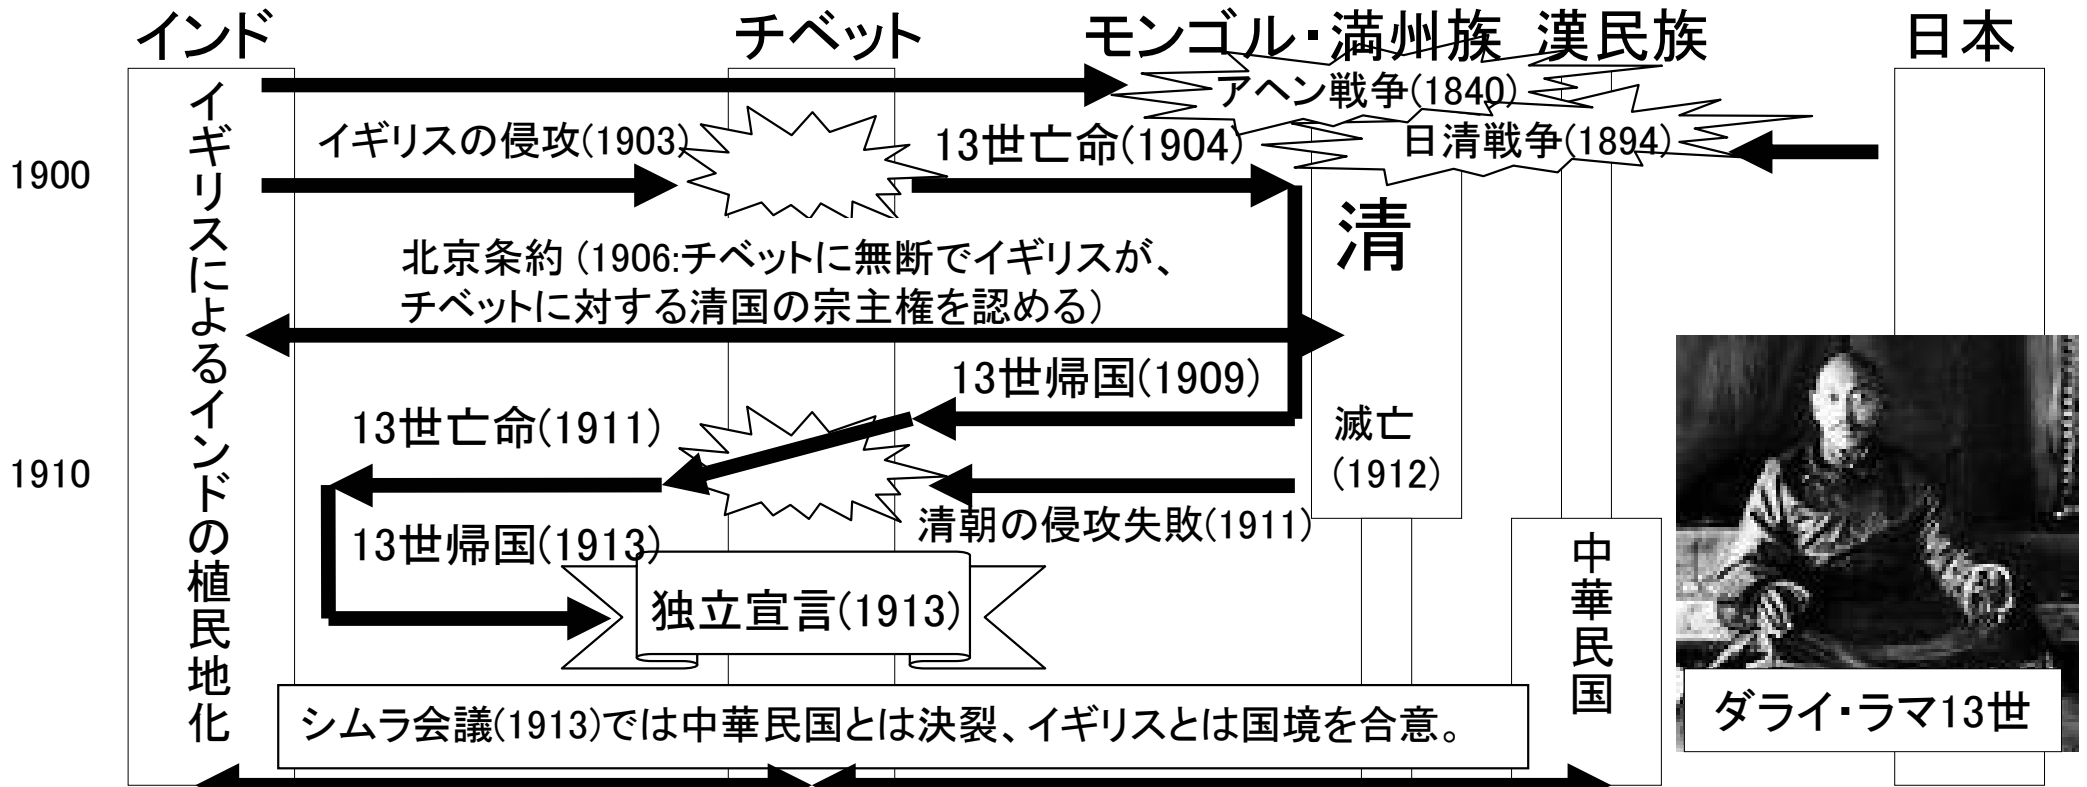 インド
チベット
モンゴル・満州族
漢民族
日本
アヘン戦争(1840)
イギリスの侵攻(1903)
13世亡命(1904)
日清戦争(1894)
1900
イギリスによるインドの植民地化
清
北京条約 (1906:チベットに無断でイギリスが、
チベットに対する清国の宗主権を認める)
13世帰国(1909)
13世亡命(1911)
滅亡
(1912)
1910
清朝の侵攻失敗(1911)
13世帰国(1913)
中華民国
独立宣言(1913)
シムラ会議(1913)では中華民国とは決裂、イギリスとは国境を合意。
ダライ・ラマ13世